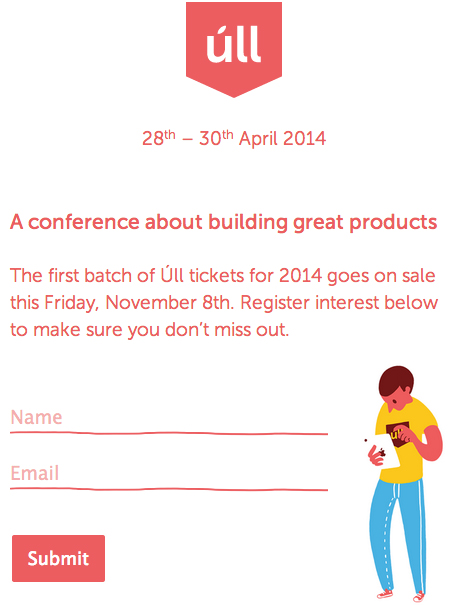 úll
28th – 30th April 2014
A conference about building great products
The first batch of Úll tickets for 2014 goes on sale
this Friday, November 8th. Register interest below
to make sure you don’t miss out.
Name
úll
Email
Submit